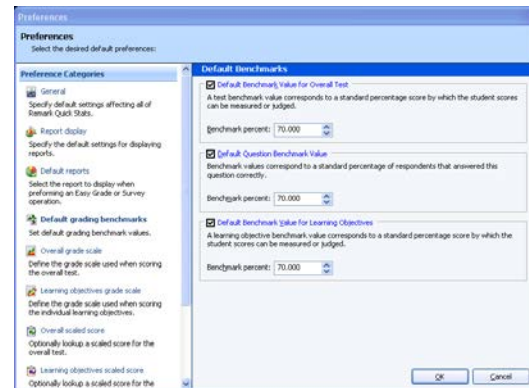 Preferences
Preferences
Select the desired default preferences:
Preference Categories
General
Specify default settings affecting all of
Remark Quick Stats.
Report display
Specify the default settings for displaying
reports.
Default reports
Select the report to display when
preforming an Easy Grade or Survey
operation.
Default grading benchmarks
Set default grading benchmark values.
Overall grade scale
Define the grade scale used when scoring
the overall test.
Learning objectives grade scale
Define the grade scale used when scoring
the individual learning objectives.
Overall scaled score
Optionally lookup a scaled score for the
overall test.
Learning objectives scaled score
Optionally lookup a scaled score for the
Default Benchmarks
Default Benchmark Value for Overall Test
A test benchmark value corresponds to a standard percentage score by which the student scores
can be measured or judged.
Benchmark percent: 70.000
Default Question Benchmark Value
Benchmark values correspond to a standard percentage of respondents that answered this
question correctly.
Benchmark percent: 70.000
Default Benchmark Value for Learning Objectives
A learning objective benchmark value corresponds to a standard percentage score by which the
student scores can be measured or judged.
Benchmark percent: 70.000
OK Cancel